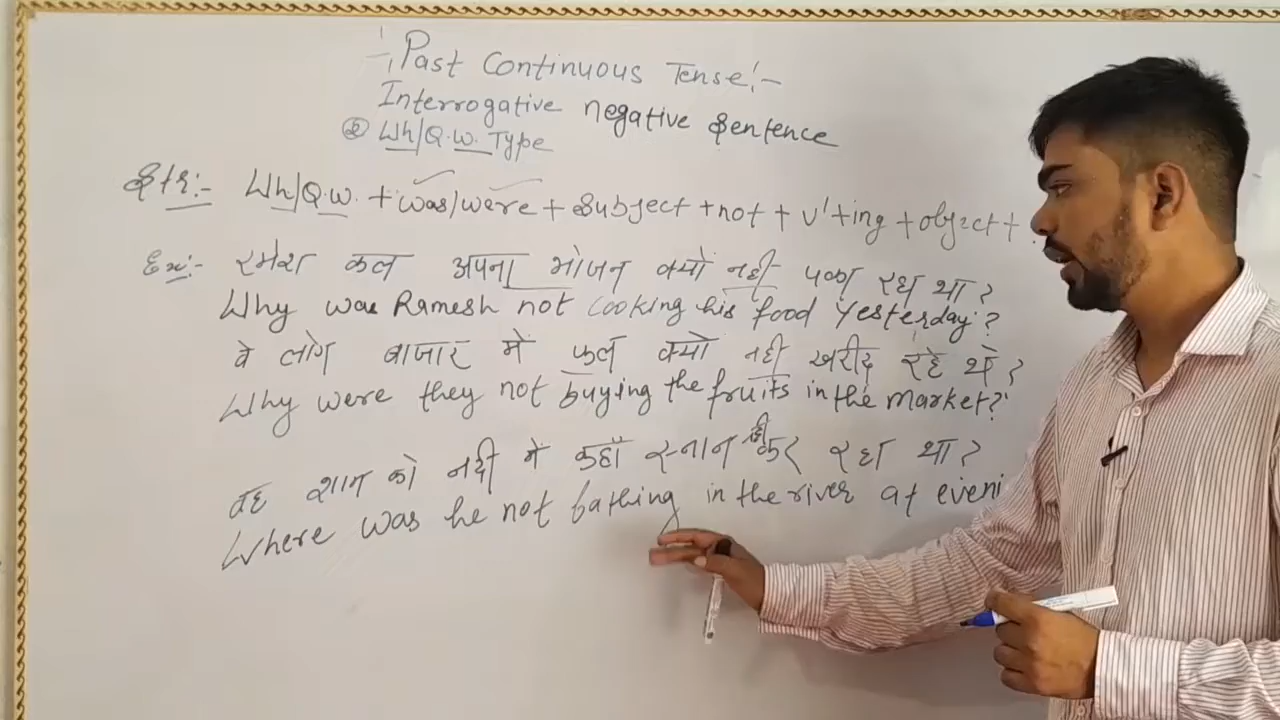 Past Continuous Tense:-
Interrogative negative Sentence
② Wh/Q.W. Type
Str:- Wh/Q.W. + was/were + Subject + not + V¹+ing + object +
Ex:- रमेश कल अपना भोजन क्यों नहीं पका रहा था?
Why was Ramesh not cooking his food yesterday?
वे लोग बाजार में फल क्यों नहीं खरीद रहे थे?
Why were they not buying the fruits in the market?
वह शाम को नदी में कहाँ स्नान नहीं कर रहा था?
Where was he not bathing in the river at eveni